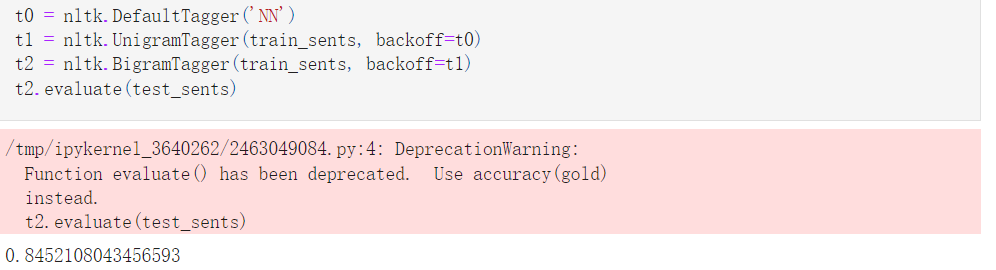 t0 = nltk.DefaultTagger('NN')
t1 = nltk.UnigramTagger(train_sents, backoff=t0)
t2 = nltk.BigramTagger(train_sents, backoff=t1)
t2.evaluate(test_sents)
/tmp/ipykernel_3640262/2463049084.py:4: DeprecationWarning:
  Function evaluate() has been deprecated.  Use accuracy(gold)
  instead.
  t2.evaluate(test_sents)
0.8452108043456593